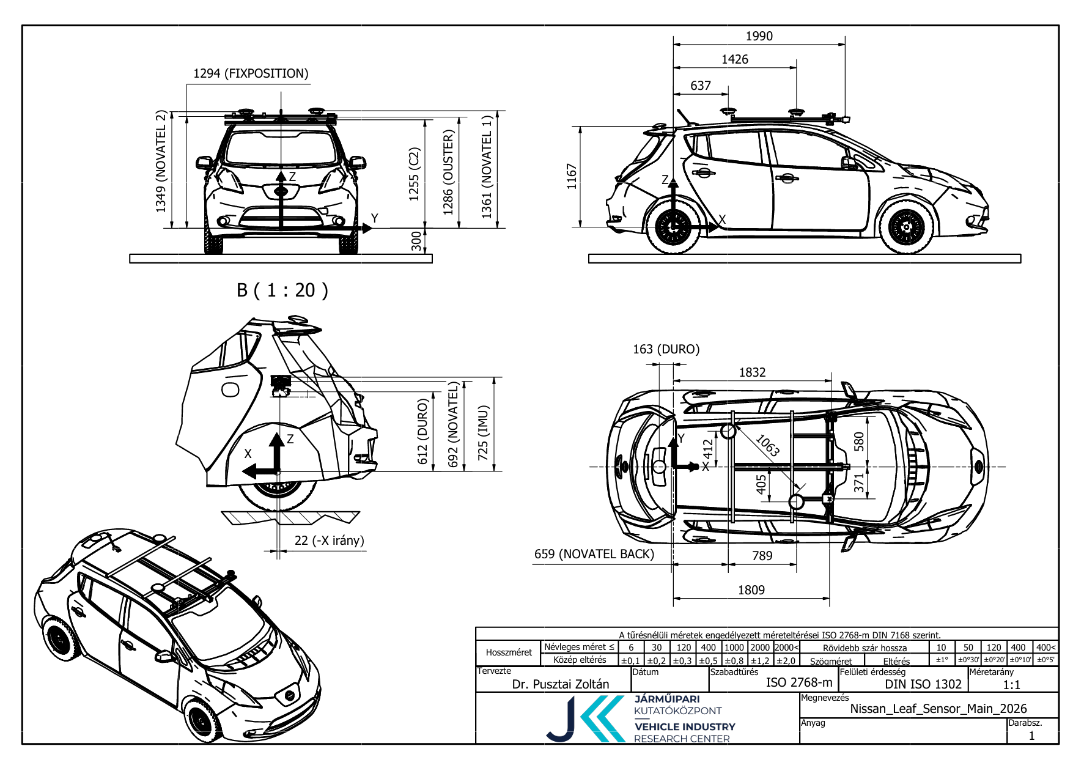 1990
1426
637
1294 (FIXPOSITION)
1349 (NOVATEL 2)
1255 (C2)
1286 (OUSTER)
1361 (NOVATEL 1)
300
Z
Y
1167
Z
X
B ( 1 : 20 )
612 (DURO)
692 (NOVATEL)
725 (IMU)
Z
X
22 (-X irány)
163 (DURO)
1832
Y
X
412
1063
405
580
371
659 (NOVATEL BACK)
789
1809
A tűrésnélüli méretek engedélyezett méreteltérései ISO 2768-m DIN 7168 szerint.
Hosszméret
Névleges méret ≤ 6 30 120 400 1000 2000 2000<
Közép eltérés ±0,1 ±0,2 ±0,3 ±0,5 ±0,8 ±1,2 ±2,0
Rövidebb szár hossza 10 50 120 400 400<
Szögméret Eltérés ±1° ±0°30' ±0°20' ±0°10' ±0°5'
Tervezte
Dr. Pusztai Zoltán
Dátum
Szabadtűrés
ISO 2768-m
Felületi érdesség
DIN ISO 1302
Méretarány
1:1
JÁRMŰIPARI
KUTATÓKÖZPONT
VEHICLE INDUSTRY
RESEARCH CENTER
Megnevezés
Nissan_Leaf_Sensor_Main_2026
Anyag
Darabsz.
1